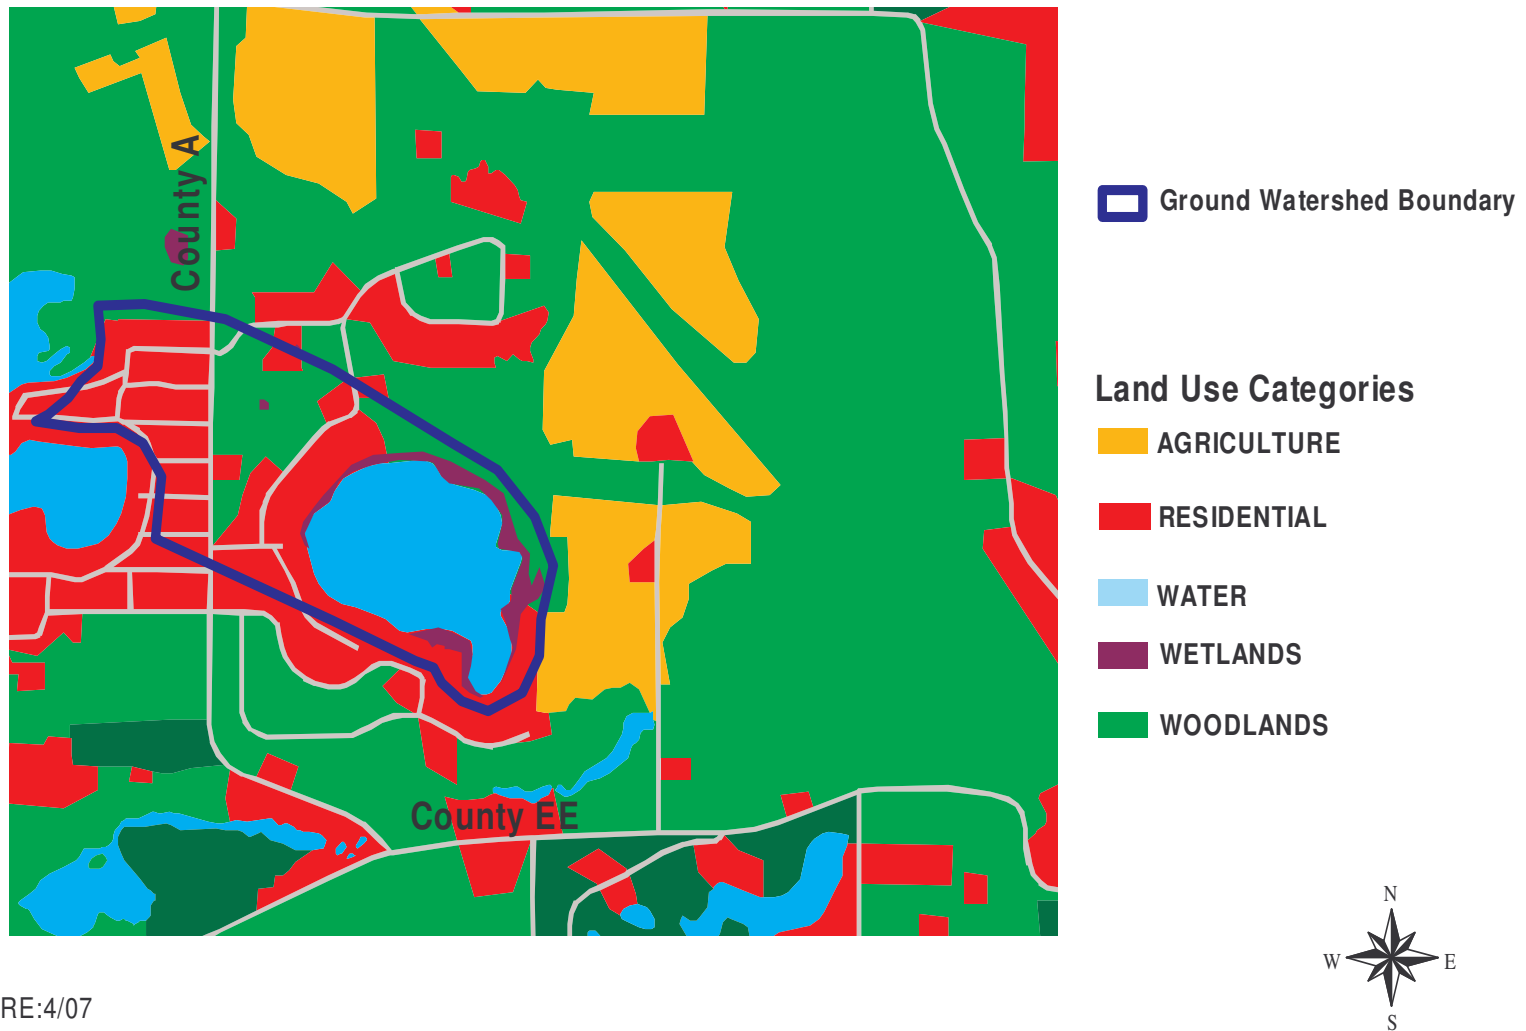 County A
County EE
Ground Watershed Boundary
Land Use Categories
AGRICULTURE
RESIDENTIAL
WATER
WETLANDS
WOODLANDS
N
W E
S
RE:4/07